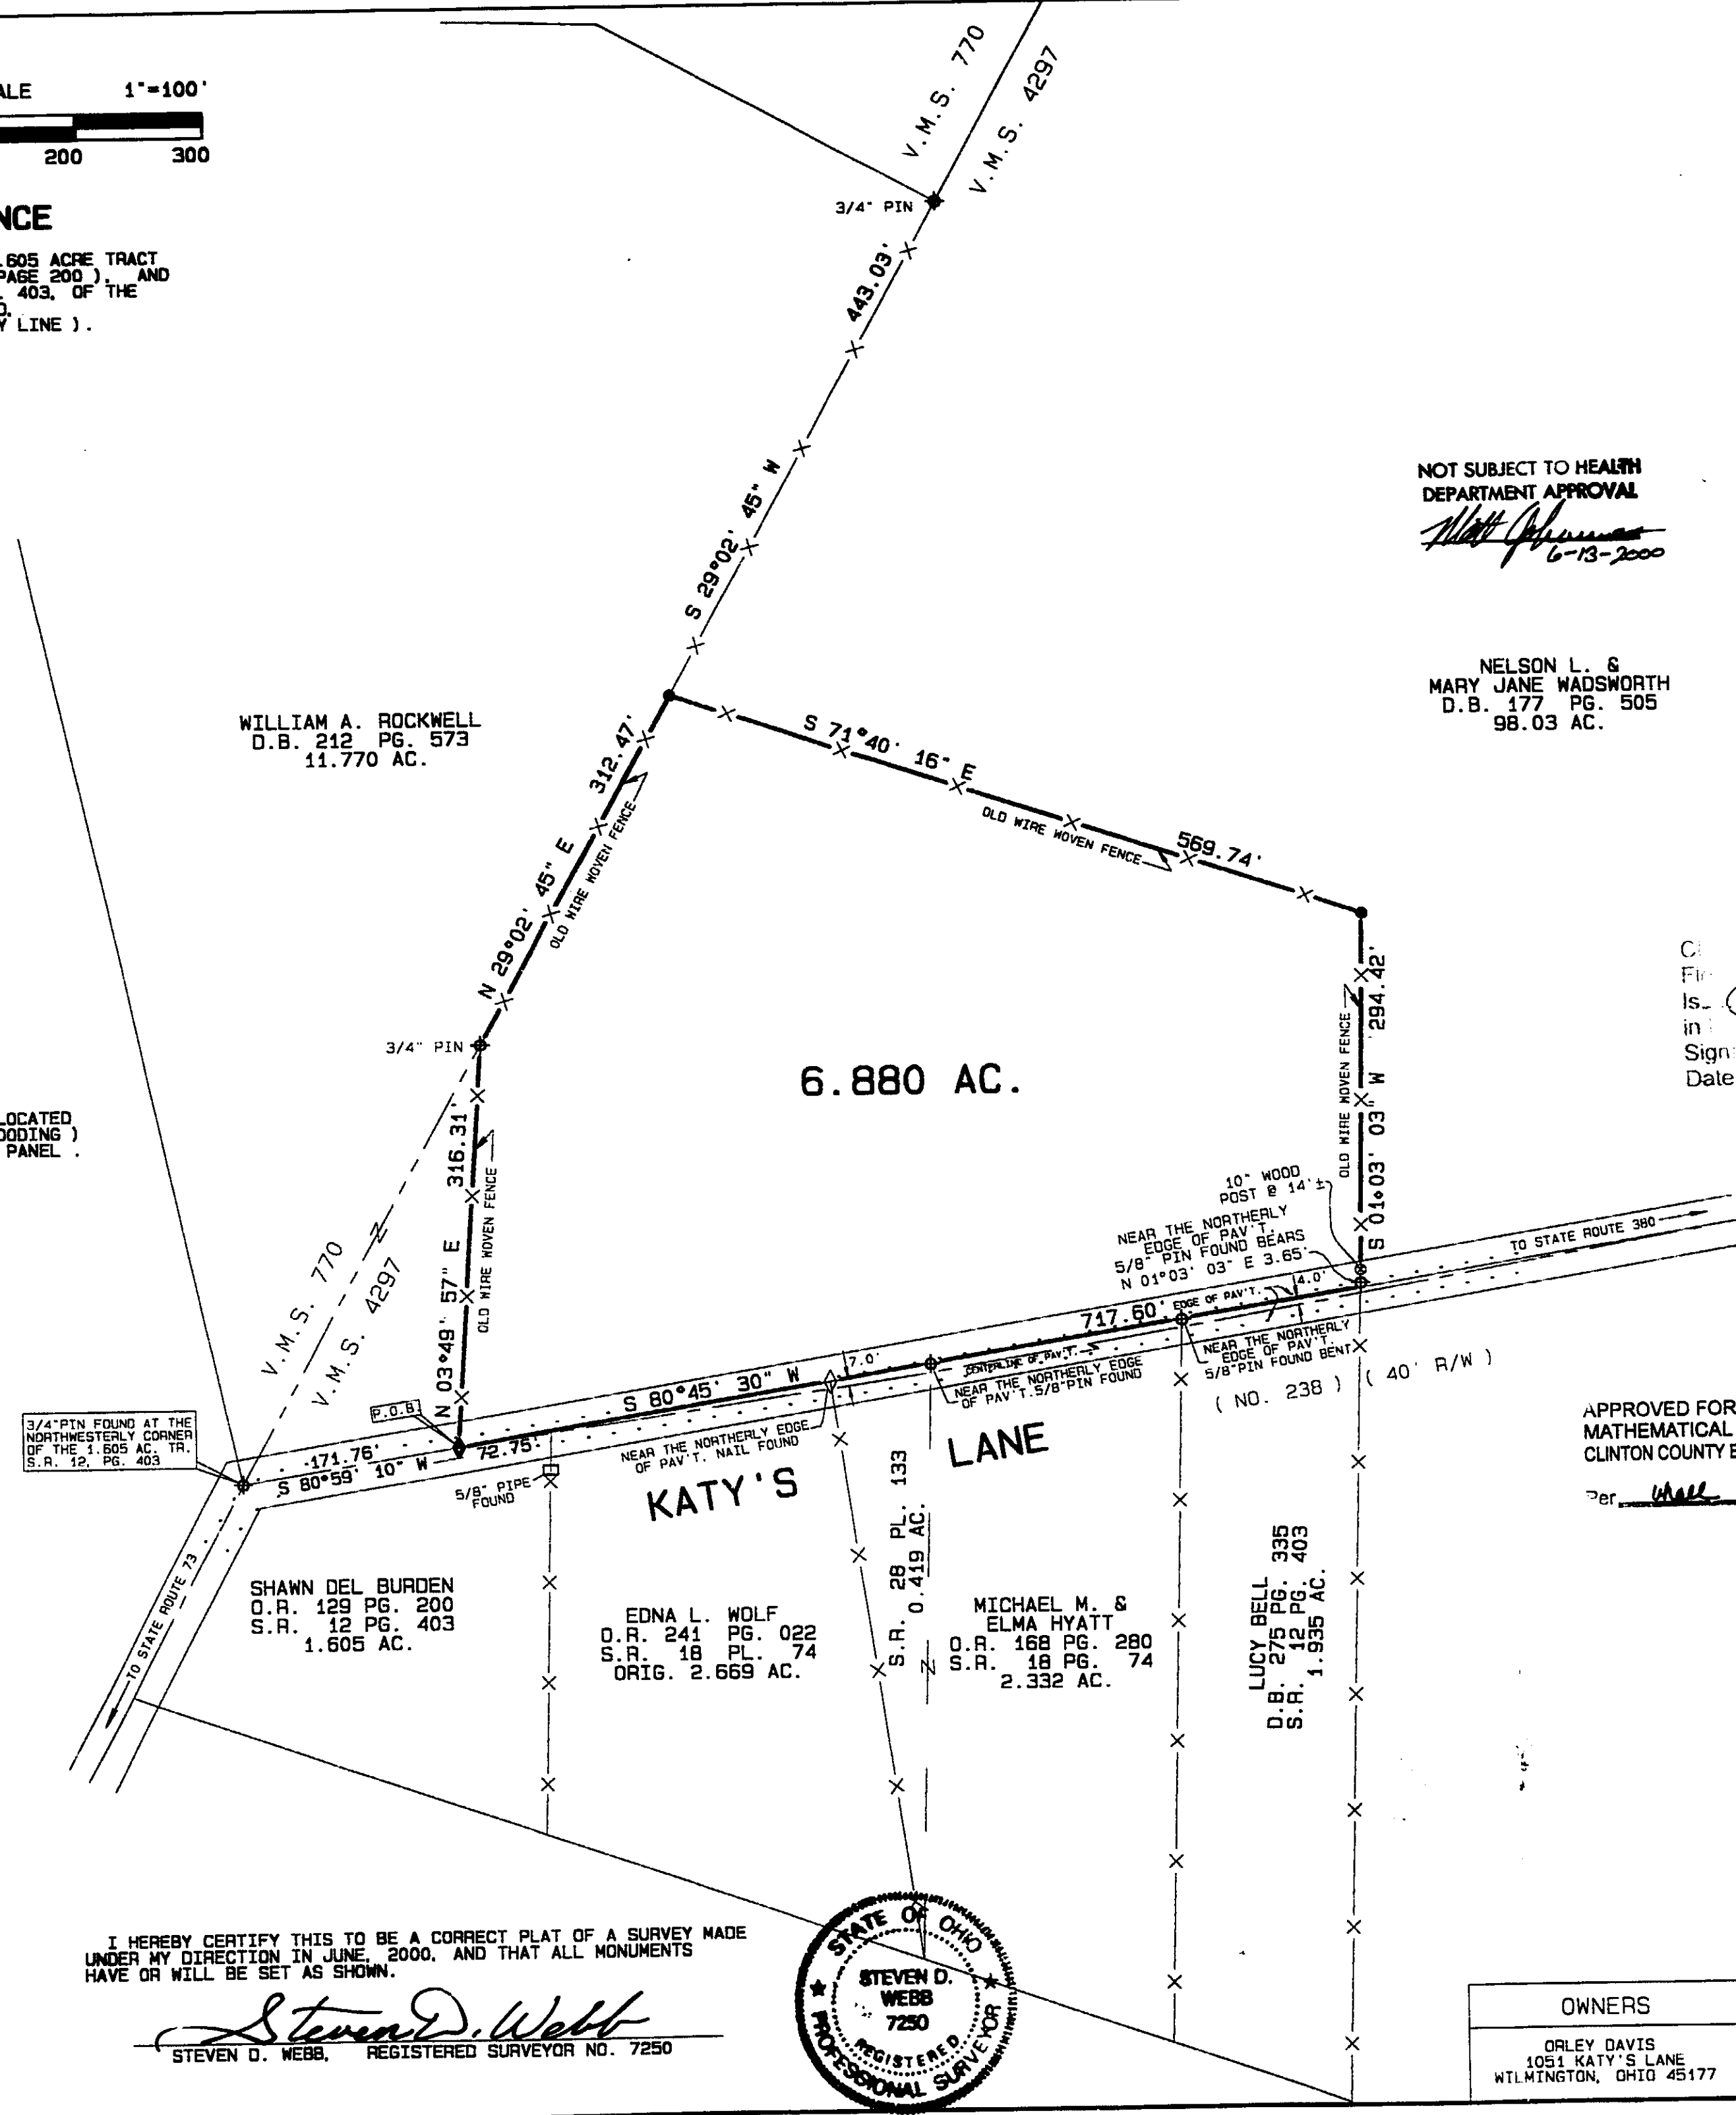 ALE 1"=100'
200 300
NCE
.605 ACRE TRACT
PAGE 200 ), AND
. 403, OF THE
Y LINE ).
V.M.S. 770
V.M.S. 4297
3/4" PIN
443.03'
S 29°02' 45" W
NOT SUBJECT TO HEALTH
DEPARTMENT APPROVAL
6-13-2000
NELSON L. &
MARY JANE WADSWORTH
D.B. 177 PG. 505
98.03 AC.
WILLIAM A. ROCKWELL
D.B. 212 PG. 573
11.770 AC.
312.47'
N 29°02' 45" E
OLD WIRE WOVEN FENCE
S 71°40' 16" E
569.74'
OLD WIRE WOVEN FENCE
294.42'
S 01°03' 03" W
OLD WIRE WOVEN FENCE
in
Sign
Date
3/4" PIN
6.880 AC.
OCATED
OODING )
PANEL .
316.31'
N 03°49' 57" E
OLD WIRE WOVEN FENCE
V.M.S. 770
V.M.S. 4297
10" WOOD
POST @ 14'±
NEAR THE NORTHERLY
EDGE OF PAV'T.
5/8" PIN FOUND BEARS
N 01°03' 03" E 3.65'
TO STATE ROUTE 380
4.0'
EDGE OF PAV'T.
717.60'
S 80°45' 30" W
7.0'
CENTERLINE OF PAV'T.
NEAR THE NORTHERLY EDGE
OF PAV'T. 5/8"PIN FOUND
NEAR THE NORTHERLY
EDGE OF PAV'T.
5/8"PIN FOUND BENT
( NO. 238 ) ( 40' R/W )
P.O.B.
3/4"PIN FOUND AT THE
NORTHWESTERLY CORNER
OF THE 1.605 AC. TR.
S.R. 12, PG. 403
171.76'
S 80°59' 10" W
72.75'
NEAR THE NORTHERLY EDGE
OF PAV'T. NAIL FOUND
5/8" PIPE
FOUND
KATY'S LANE
APPROVED FOR
MATHEMATICAL
CLINTON COUNTY E
Per
TO STATE ROUTE 73
SHAWN DEL BURDEN
O.R. 129 PG. 200
S.R. 12 PG. 403
1.605 AC.
EDNA L. WOLF
O.R. 241 PG. 022
S.R. 18 PL. 74
ORIG. 2.669 AC.
S.R. 28 PL. 133
0.419 AC.
MICHAEL M. &
ELMA HYATT
O.R. 168 PG. 280
S.R. 18 PG. 74
2.332 AC.
LUCY BELL
D.B. 275 PG. 335
S.R. 12 PG. 403
1.935 AC.
I HEREBY CERTIFY THIS TO BE A CORRECT PLAT OF A SURVEY MADE
UNDER MY DIRECTION IN JUNE, 2000, AND THAT ALL MONUMENTS
HAVE OR WILL BE SET AS SHOWN.
Steven D. Webb
STEVEN D. WEBB, REGISTERED SURVEYOR NO. 7250
STATE OF OHIO
STEVEN D.
WEBB
7250
REGISTERED
PROFESSIONAL SURVEYOR
OWNERS
ORLEY DAVIS
1051 KATY'S LANE
WILMINGTON, OHIO 45177